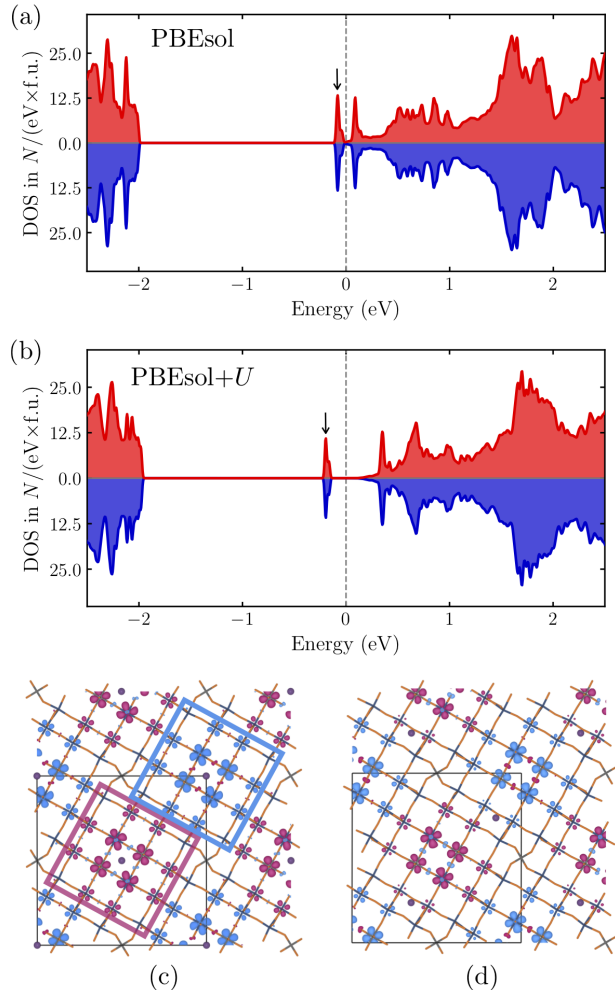 (a)
PBEsol
DOS in N/(eV×f.u.)
25.0
12.5
0.0
12.5
25.0
−2
−1
0
1
2
Energy (eV)
(b)
PBEsol+U
DOS in N/(eV×f.u.)
25.0
12.5
0.0
12.5
25.0
−2
−1
0
1
2
Energy (eV)
(c)
(d)